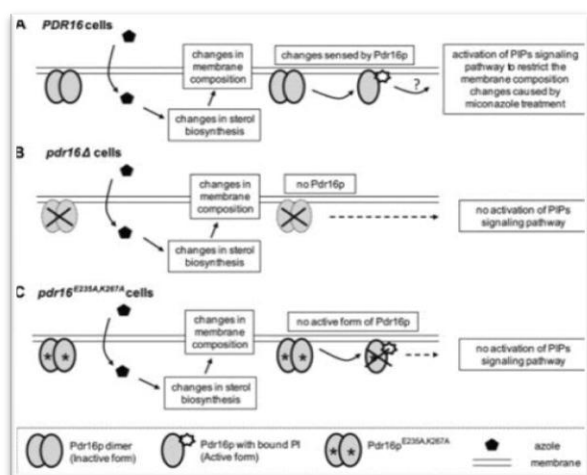 A PDR16 cells
changes in
membrane
composition
changes sensed by Pdr16p
activation of PIPs signaling
pathway to restrict the
membrane composition
changes caused by
miconazole treatment
?
changes in sterol
biosynthesis
B pdr16Δ cells
changes in
membrane
composition
no Pdr16p
no activation of PIPs
signaling pathway
changes in sterol
biosynthesis
C pdr16E235A,K267A cells
changes in
membrane
composition
no active form of Pdr16p
no activation of PIPs
signaling pathway
changes in sterol
biosynthesis
Pdr16p dimer
(Inactive form)
Pdr16p with bound PI
(Active form)
Pdr16pE235A,K267A
azole
membrane